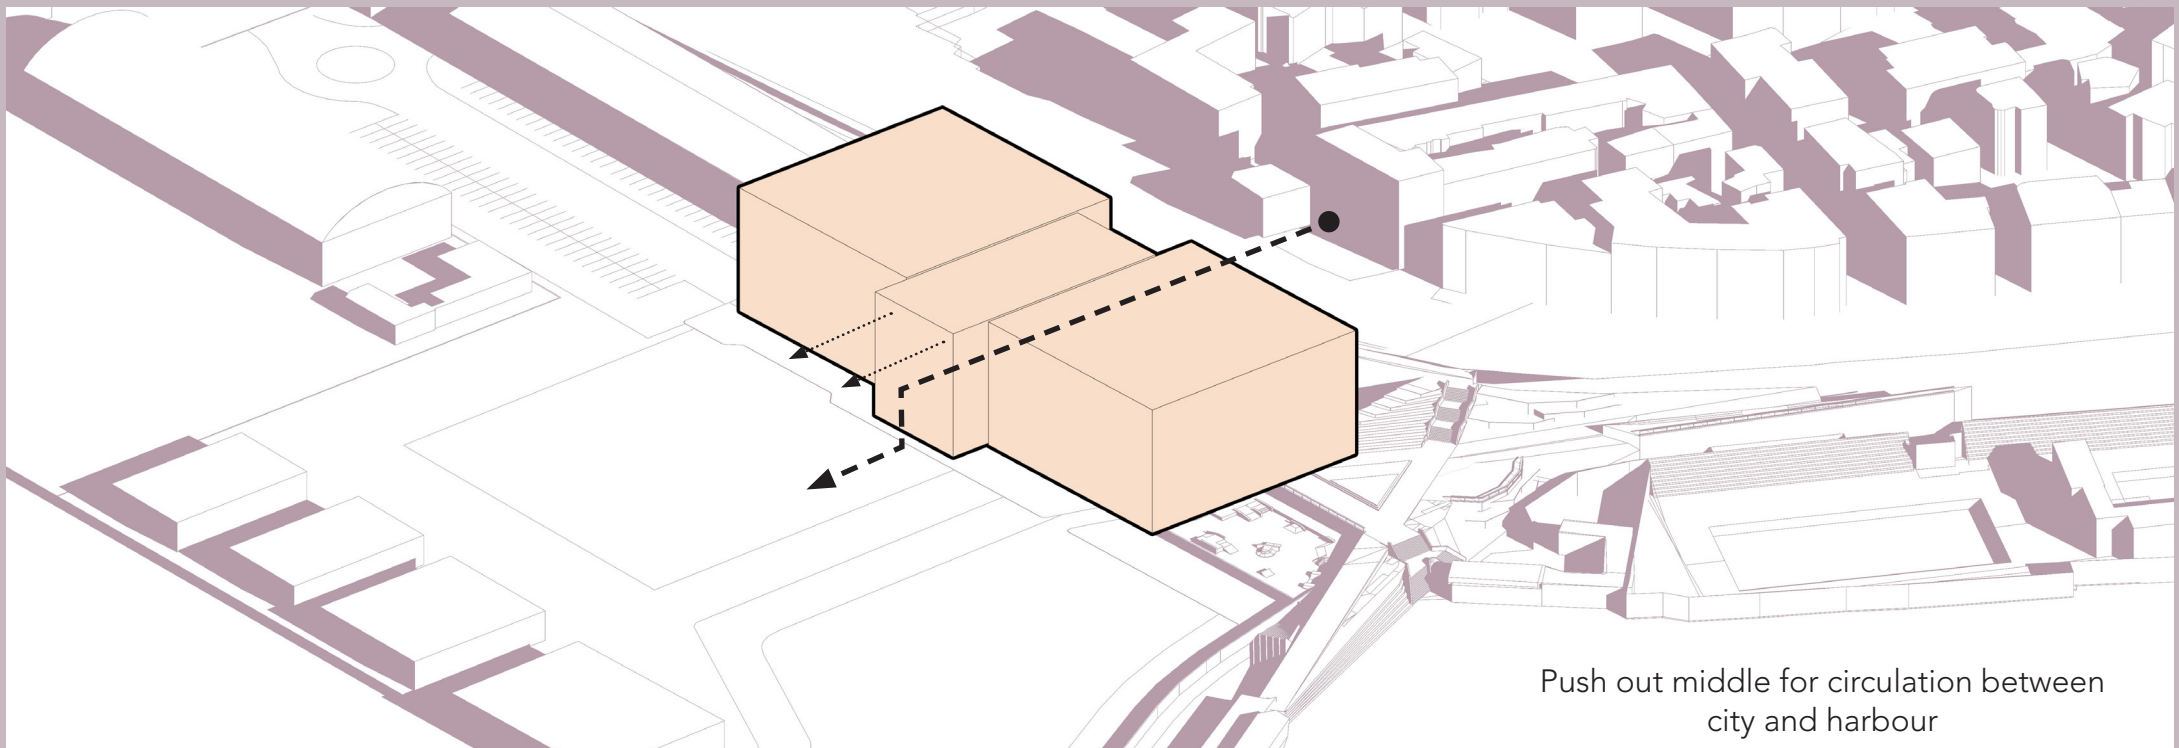 Push out middle for circulation between
city and harbour